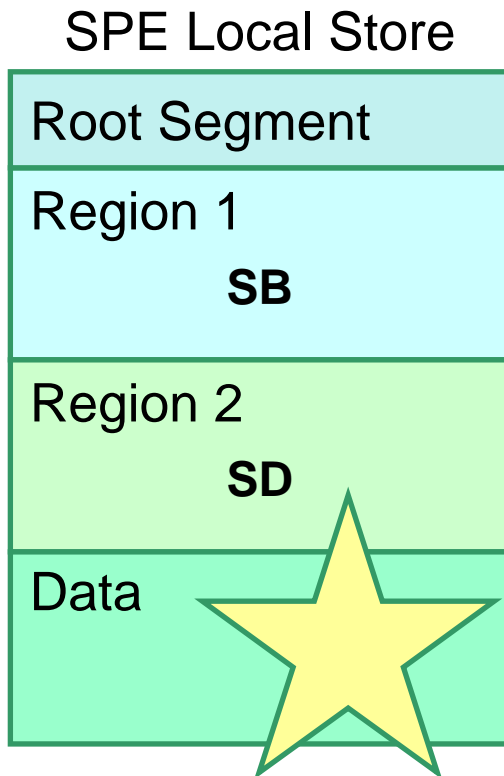 SPE Local Store
Root Segment
Region 1
SB
Region 2
SD
Data